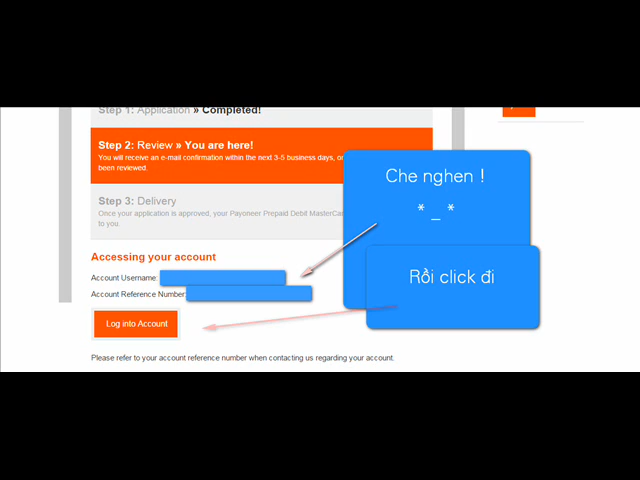 Step 1: Application » Completed!
Step 2: Review » You are here!
You will receive an e-mail confirmation within the next 3-5 business days,
been reviewed.
Step 3: Delivery
Once your application is approved, your Payoneer Prepaid Debit
to you.
Che nghen !
* _ *
Rồi click đi
Accessing your account
Account Username:
Account Reference Number:
Log into Account
Please refer to your account reference number when contacting us regarding your account.